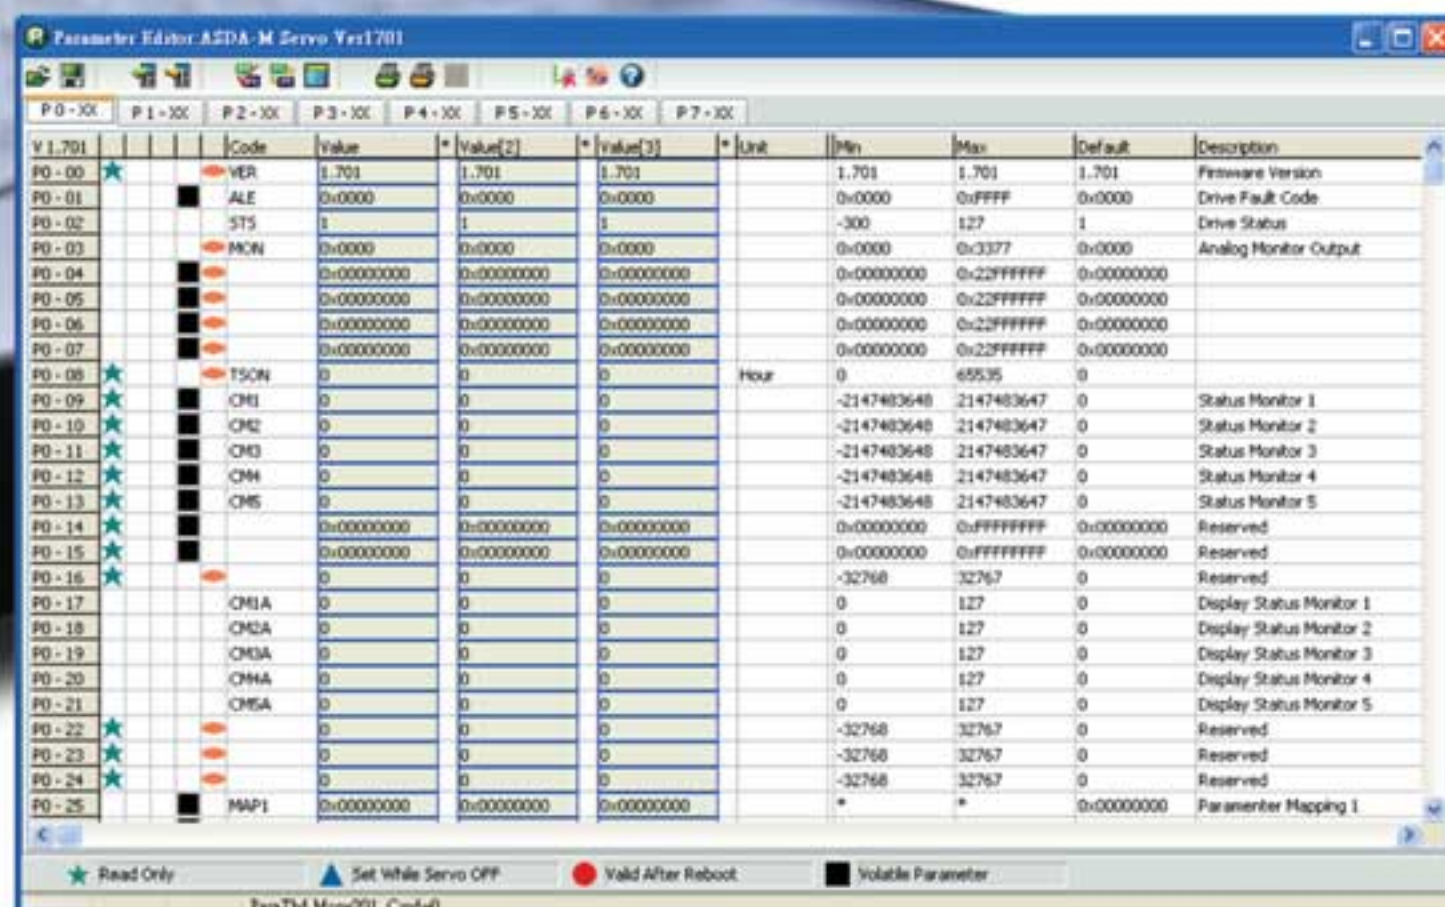 Parameter Editor ASDA-M Servo Ver1701
P0-XX P1-XX P2-XX P3-XX P4-XX P5-XX P6-XX P7-XX
V 1.701 Code Value * Value[2] * Value[3] * Unit Min Max Default Description
P0 - 00 VER 1.701 1.701 1.701 1.701 1.701 1.701 Firmware Version
P0 - 01 ALE 0x0000 0x0000 0x0000 0x0000 0xFFFF 0x0000 Drive Fault Code
P0 - 02 STS 1 1 1 -300 127 1 Drive Status
P0 - 03 MON 0x0000 0x0000 0x0000 0x0000 0x3377 0x0000 Analog Monitor Output
P0 - 04 0x00000000 0x00000000 0x00000000 0x00000000 0x22FFFFFF 0x00000000
P0 - 05 0x00000000 0x00000000 0x00000000 0x00000000 0x22FFFFFF 0x00000000
P0 - 06 0x00000000 0x00000000 0x00000000 0x00000000 0x22FFFFFF 0x00000000
P0 - 07 0x00000000 0x00000000 0x00000000 0x00000000 0x22FFFFFF 0x00000000
P0 - 08 TSON 0 0 0 Hour 0 65535 0
P0 - 09 CM1 0 0 0 -2147483648 2147483647 0 Status Monitor 1
P0 - 10 CM2 0 0 0 -2147483648 2147483647 0 Status Monitor 2
P0 - 11 CM3 0 0 0 -2147483648 2147483647 0 Status Monitor 3
P0 - 12 CM4 0 0 0 -2147483648 2147483647 0 Status Monitor 4
P0 - 13 CM5 0 0 0 -2147483648 2147483647 0 Status Monitor 5
P0 - 14 0x00000000 0x00000000 0x00000000 0x00000000 0xFFFFFFFF 0x00000000 Reserved
P0 - 15 0x00000000 0x00000000 0x00000000 0x00000000 0xFFFFFFFF 0x00000000 Reserved
P0 - 16 0 0 0 -32768 32767 0 Reserved
P0 - 17 CM1A 0 0 0 0 127 0 Display Status Monitor 1
P0 - 18 CM2A 0 0 0 0 127 0 Display Status Monitor 2
P0 - 19 CM3A 0 0 0 0 127 0 Display Status Monitor 3
P0 - 20 CM4A 0 0 0 0 127 0 Display Status Monitor 4
P0 - 21 CM5A 0 0 0 0 127 0 Display Status Monitor 5
P0 - 22 0 0 0 -32768 32767 0 Reserved
P0 - 23 0 0 0 -32768 32767 0 Reserved
P0 - 24 0 0 0 -32768 32767 0 Reserved
P0 - 25 MAP1 0x00000000 0x00000000 0x00000000 * * 0x00000000 Paramenter Mapping 1
Read Only Set While Servo OFF Valid After Reboot Volatile Parameter